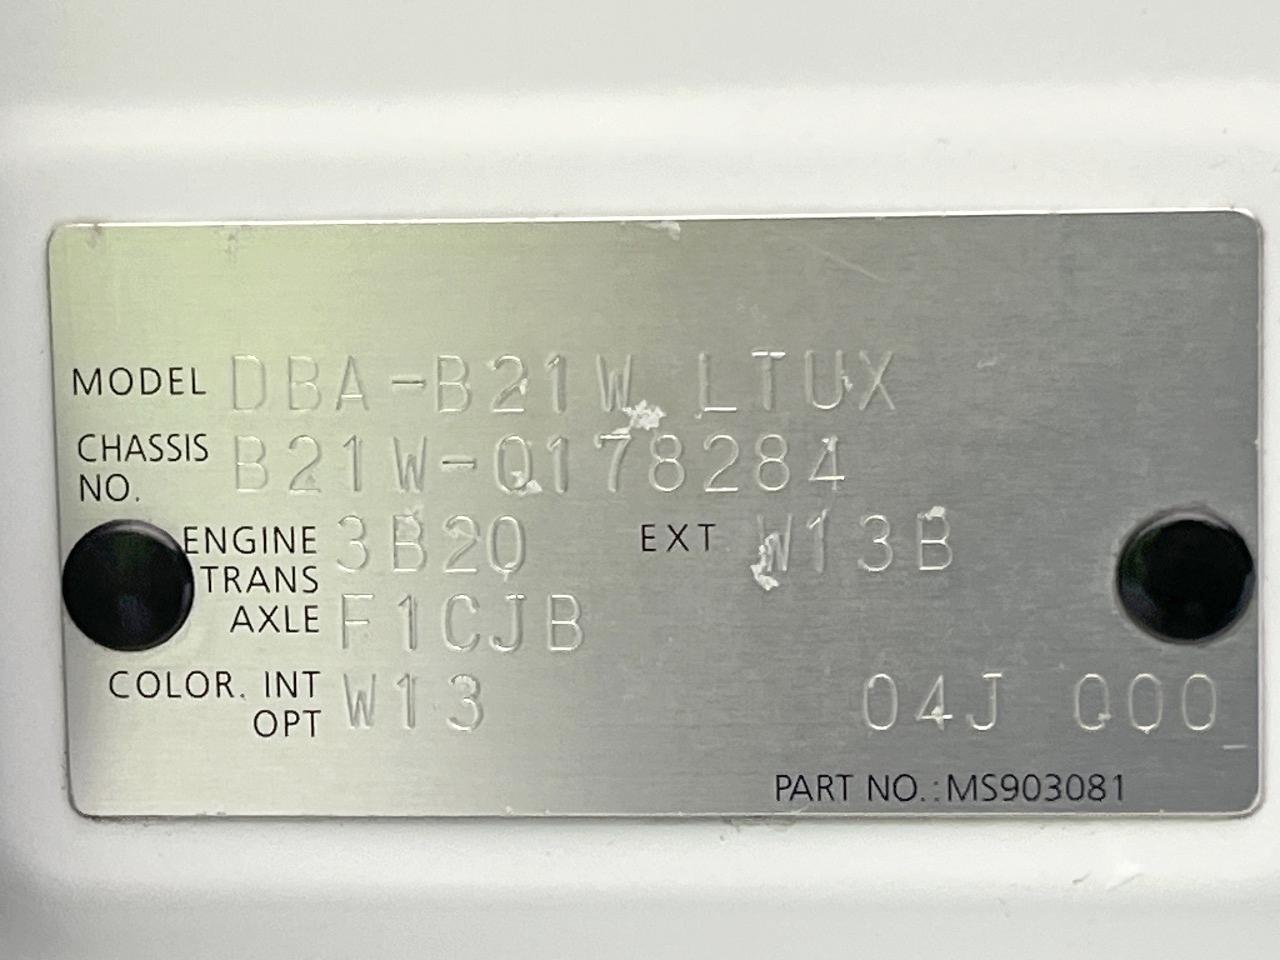 MODEL DBA-B21W LTUX
CHASSIS NO. B21W-0178284
ENGINE 3B20 EXT W13B
TRANS AXLE F1CJB
COLOR. INT OPT W13 04J 000
PART NO.:MS903081